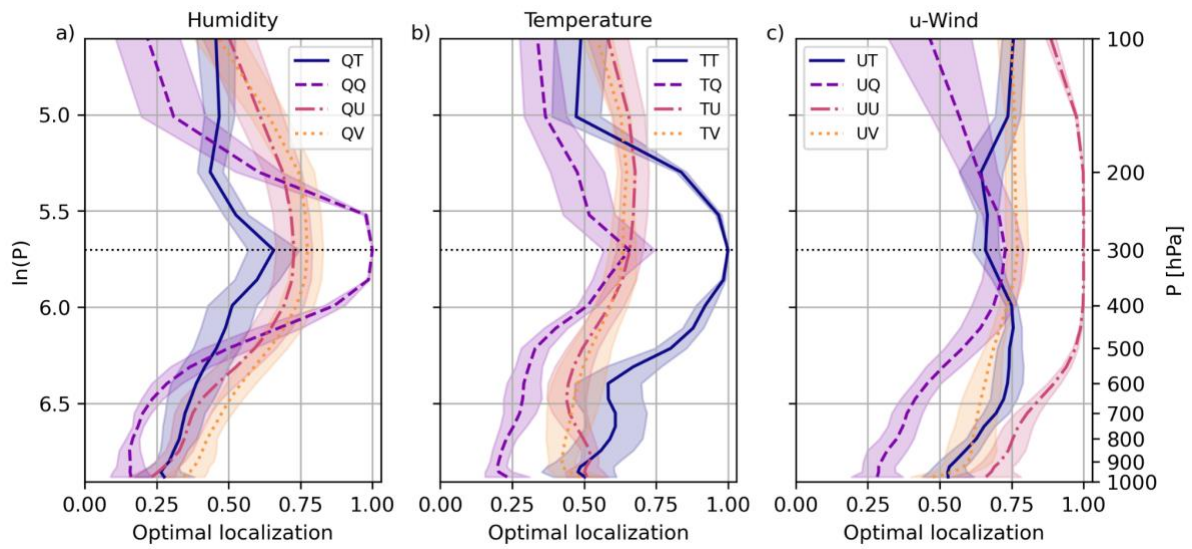 Humidity
Temperature
u-Wind
a)
b)
c)
QT
QQ
QU
QV
TT
TQ
TU
TV
UT
UQ
UU
UV
ln(P)
5.0
5.5
6.0
6.5
P [hPa]
100
200
300
400
500
600
700
800
900
1000
0.00 0.25 0.50 0.75 1.00
0.00 0.25 0.50 0.75 1.00
0.00 0.25 0.50 0.75 1.00
Optimal localization
Optimal localization
Optimal localization